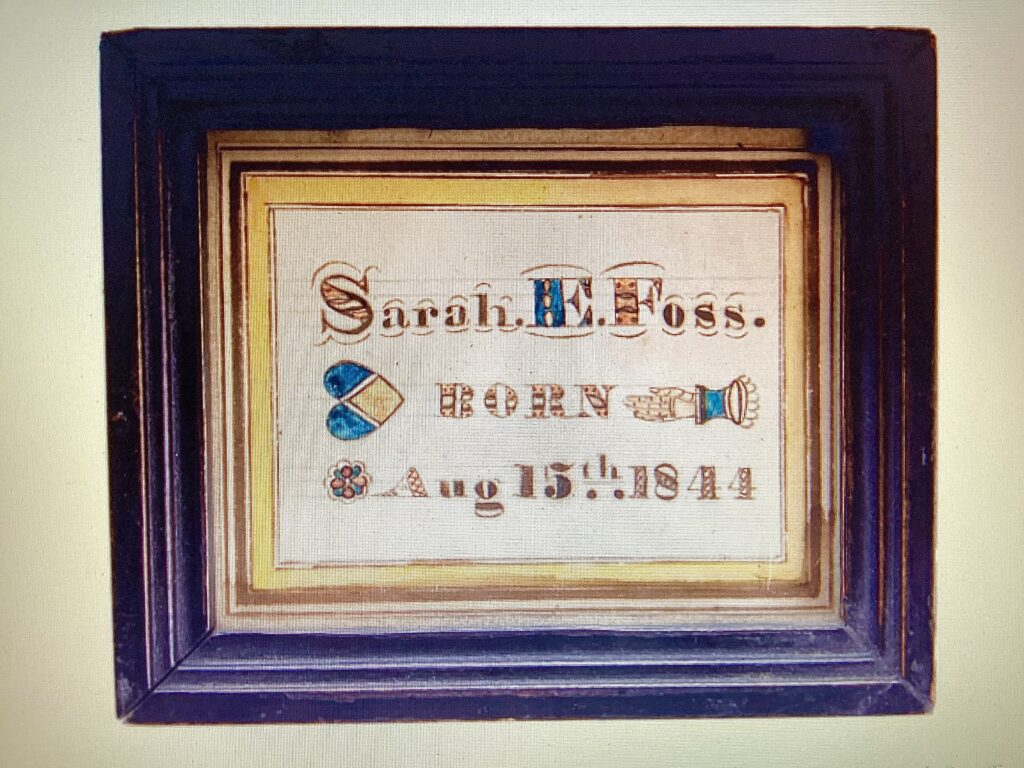 Sarah. E. Foss.
BORN
Aug 15th. 1844